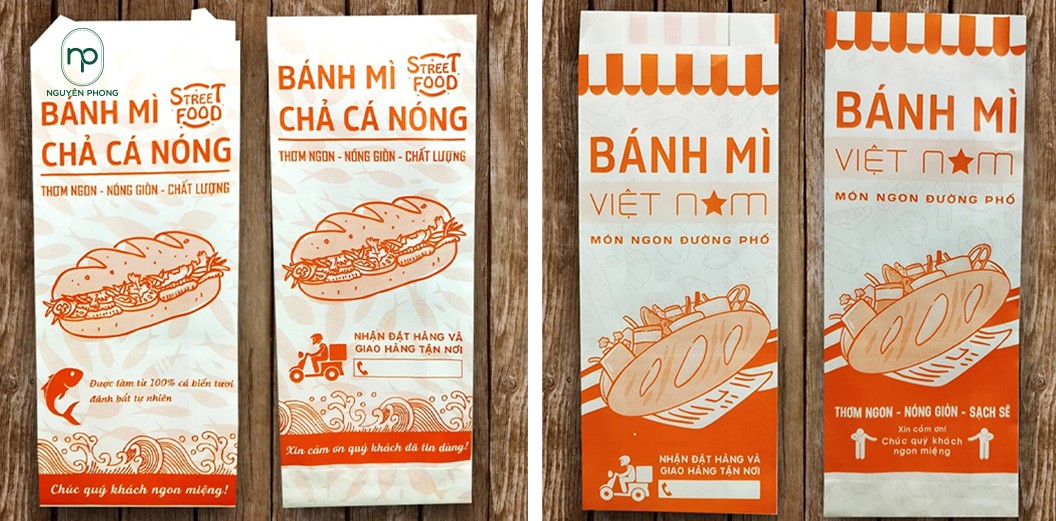 np
NGUYÊN PHONG
BÁNH MÌ
STREET
FOOD
CHẢ CÁ NÓNG
THƠM NGON - NÓNG GIÒN - CHẤT LƯỢNG
Được làm từ 100% cá biển tươi
đánh bắt tự nhiên
Chúc quý khách ngon miệng!
BÁNH MÌ
STREET
FOOD
CHẢ CÁ NÓNG
THƠM NGON - NÓNG GIÒN - CHẤT LƯỢNG
NHẬN ĐẶT HÀNG VÀ
GIAO HÀNG TẬN NƠI
Xin cảm ơn quý khách đã tin dùng!
BÁNH MÌ
VIỆT NAM
MÓN NGON ĐƯỜNG PHỐ
NHẬN ĐẶT HÀNG VÀ
GIAO HÀNG TẬN NƠI
BÁNH MÌ
VIỆT NAM
MÓN NGON ĐƯỜNG PHỐ
THƠM NGON - NÓNG GIÒN - SẠCH SẼ
Xin cảm ơn!
Chúc quý khách
ngon miệng